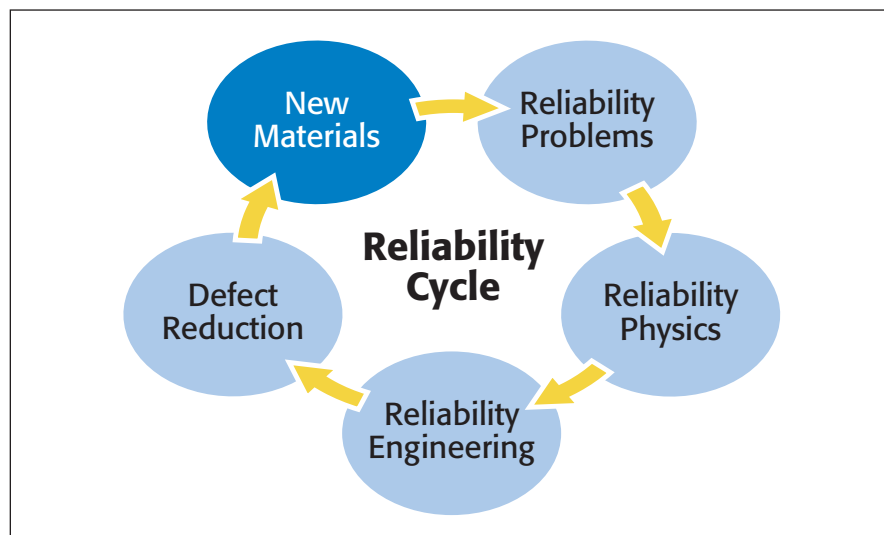 New
Materials
Reliability
Problems
Reliability
Cycle
Defect
Reduction
Reliability
Physics
Reliability
Engineering